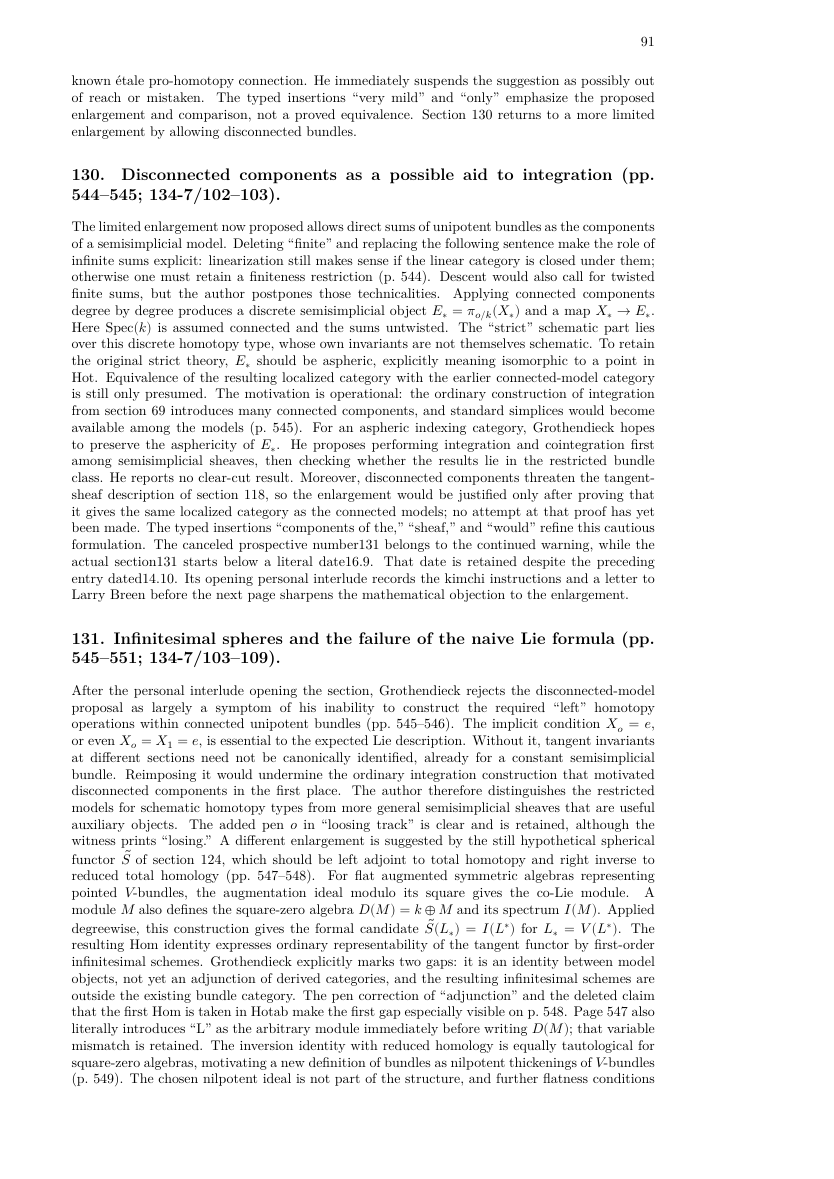 91
known étale pro-homotopy connection. He immediately suspends the suggestion as possibly out
of reach or mistaken. The typed insertions “very mild” and “only” emphasize the proposed
enlargement and comparison, not a proved equivalence. Section 130 returns to a more limited
enlargement by allowing disconnected bundles.
130. Disconnected components as a possible aid to integration (pp.
544–545; 134-7/102–103).
The limited enlargement now proposed allows direct sums of unipotent bundles as the components
of a semisimplicial model. Deleting “finite” and replacing the following sentence make the role of
infinite sums explicit: linearization still makes sense if the linear category is closed under them;
otherwise one must retain a finiteness restriction (p. 544). Descent would also call for twisted
finite sums, but the author postpones those technicalities. Applying connected components
degree by degree produces a discrete semisimplicial object E∗ = π_{o/k}(X∗) and a map X∗ → E∗.
Here Spec(k) is assumed connected and the sums untwisted. The “strict” schematic part lies
over this discrete homotopy type, whose own invariants are not themselves schematic. To retain
the original strict theory, E∗ should be aspheric, explicitly meaning isomorphic to a point in
Hot. Equivalence of the resulting localized category with the earlier connected-model category
is still only presumed. The motivation is operational: the ordinary construction of integration
from section 69 introduces many connected components, and standard simplices would become
available among the models (p. 545). For an aspheric indexing category, Grothendieck hopes
to preserve the asphericity of E∗. He proposes performing integration and cointegration first
among semisimplicial sheaves, then checking whether the results lie in the restricted bundle
class. He reports no clear-cut result. Moreover, disconnected components threaten the tangent-
sheaf description of section 118, so the enlargement would be justified only after proving that
it gives the same localized category as the connected models; no attempt at that proof has yet
been made. The typed insertions “components of the,” “sheaf,” and “would” refine this cautious
formulation. The canceled prospective number131 belongs to the continued warning, while the
actual section131 starts below a literal date16.9. That date is retained despite the preceding
entry dated14.10. Its opening personal interlude records the kimchi instructions and a letter to
Larry Breen before the next page sharpens the mathematical objection to the enlargement.
131. Infinitesimal spheres and the failure of the naive Lie formula (pp.
545–551; 134-7/103–109).
After the personal interlude opening the section, Grothendieck rejects the disconnected-model
proposal as largely a symptom of his inability to construct the required “left” homotopy
operations within connected unipotent bundles (pp. 545–546). The implicit condition X_o = e,
or even X_o = X_1 = e, is essential to the expected Lie description. Without it, tangent invariants
at different sections need not be canonically identified, already for a constant semisimplicial
bundle. Reimposing it would undermine the ordinary integration construction that motivated
disconnected components in the first place. The author therefore distinguishes the restricted
models for schematic homotopy types from more general semisimplicial sheaves that are useful
auxiliary objects. The added pen o in “loosing track” is clear and is retained, although the
witness prints “losing.” A different enlargement is suggested by the still hypothetical spherical
functor S̃ of section 124, which should be left adjoint to total homotopy and right inverse to
reduced total homology (pp. 547–548). For flat augmented symmetric algebras representing
pointed V-bundles, the augmentation ideal modulo its square gives the co-Lie module. A
module M also defines the square-zero algebra D(M) = k ⊕ M and its spectrum I(M). Applied
degreewise, this construction gives the formal candidate S̃(L∗) = I(L*) for L∗ = V(L*). The
resulting Hom identity expresses ordinary representability of the tangent functor by first-order
infinitesimal schemes. Grothendieck explicitly marks two gaps: it is an identity between model
objects, not yet an adjunction of derived categories, and the resulting infinitesimal schemes are
outside the existing bundle category. The pen correction of “adjunction” and the deleted claim
that the first Hom is taken in Hotab make the first gap especially visible on p. 548. Page 547 also
literally introduces “L” as the arbitrary module immediately before writing D(M); that variable
mismatch is retained. The inversion identity with reduced homology is equally tautological for
square-zero algebras, motivating a new definition of bundles as nilpotent thickenings of V-bundles
(p. 549). The chosen nilpotent ideal is not part of the structure, and further flatness conditions